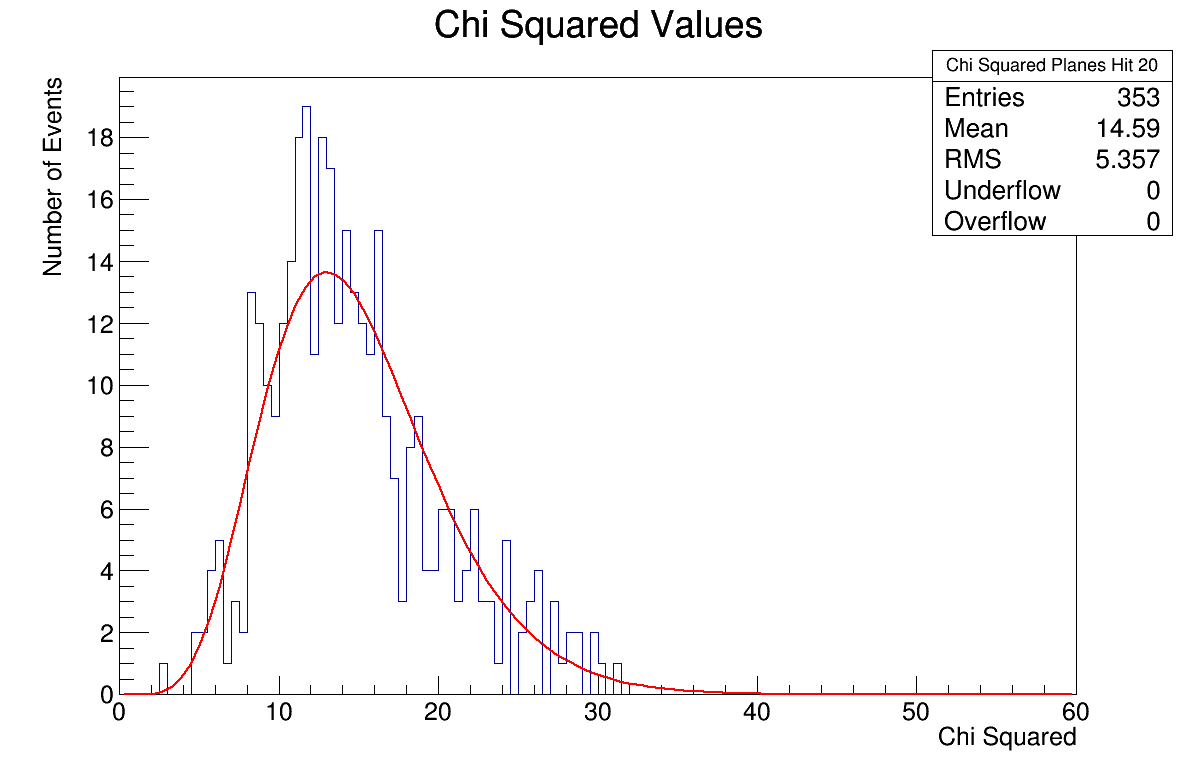 Chi Squared Values
Chi Squared Planes Hit 20
Entries 353
Mean 14.59
RMS 5.357
Underflow 0
Overflow 0
Number of Events
18
16
14
12
10
8
6
4
2
0
0 10 20 30 40 50 60
Chi Squared